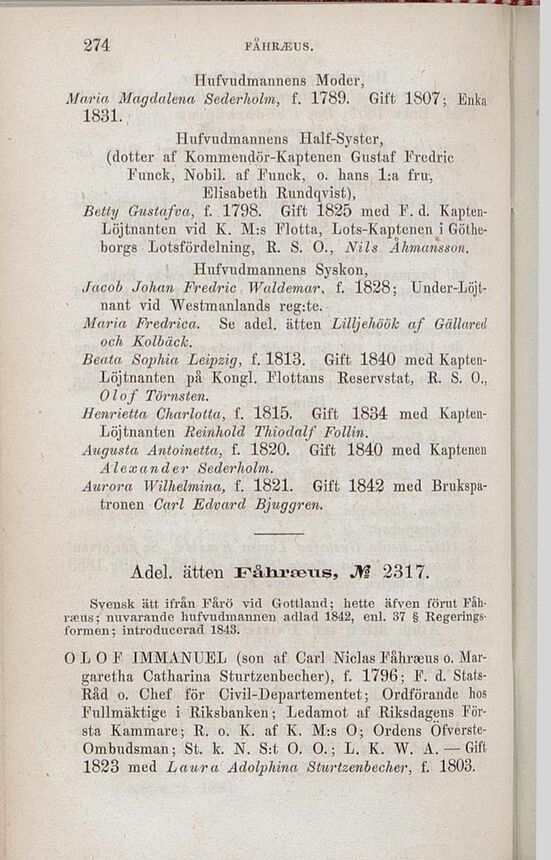 274 FÅHRÆUS.
Hufvudmannens Moder,
Maria Magdalena Sederholm, f. 1789. Gift 1807; Enka
1831.
Hufvudmannens Half-Syster,
(dotter af Kommendör-Kaptenen Gustaf Fredric
Funck, Nobil. af Funck, o. hans 1:a fru,
Elisabeth Rundqvist),
Betty Gustafva, f. 1798. Gift 1825 med F. d. Kapten-
Löjtnanten vid K. M:s Flotta, Lots-Kaptenen i Göthe-
borgs Lotsfördelning, R. S. O., Nils Åhmansson.
Hufvudmannens Syskon,
Jacob Johan Fredric Waldemar, f. 1828; Under-Löjt-
nant vid Westmanlands reg:te.
Maria Fredrica. Se adel. ätten Lilljehöök af Gällared
och Kolbäck.
Beata Sophia Leipzig, f. 1813. Gift 1840 med Kapten-
Löjtnanten på Kongl. Flottans Reservstat, R. S. O.,
Olof Törnsten.
Henrietta Charlotta, f. 1815. Gift 1834 med Kapten-
Löjtnanten Reinhold Thiodalf Follin.
Augusta Antoinetta, f. 1820. Gift 1840 med Kaptenen
Alexander Sederholm.
Aurora Wilhelmina, f. 1821. Gift 1842 med Brukspa-
tronen Carl Edvard Bjuggren.
Adel. ätten Fåhræus, № 2317.
Svensk ätt ifrån Fårö vid Gottland; hette äfven förut Fåh-
ræus; nuvarande hufvudmannen adlad 1842, enl. 37 § Regerings-
formen; introducerad 1843.
OLOF IMMANUEL (son af Carl Niclas Fåhræus o. Mar-
garetha Catharina Sturtzenbecher), f. 1796; F. d. Stats-
Råd o. Chef för Civil-Departementet; Ordförande hos
Fullmäktige i Riksbanken; Ledamot af Riksdagens För-
sta Kammare; R. o. K. af K. M:s O; Ordens Öfverste-
Ombudsman; St. k. N. S:t O. O.; L. K. W. A. — Gift
1823 med Laura Adolphina Sturtzenbecher, f. 1803.